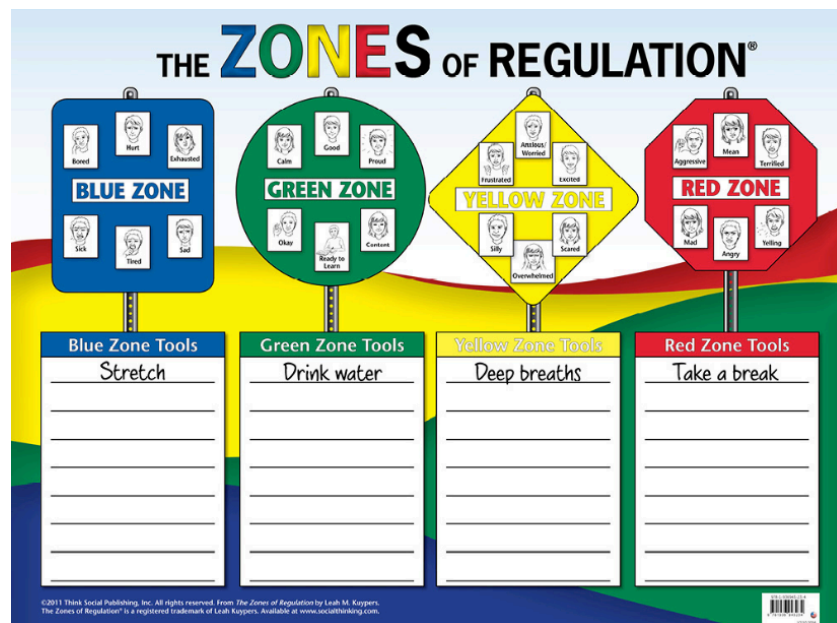 THE ZONES OF REGULATION®
Bored
Hurt
Exhausted
BLUE ZONE
Sick
Tired
Sad
Calm
Good
Proud
GREEN ZONE
Okay
Ready to
Learn
Content
Frustrated
Anxious/
Worried
Excited
YELLOW ZONE
Silly
Overwhelmed
Scared
Aggressive
Mean
Terrified
RED ZONE
Mad
Angry
Yelling
Blue Zone Tools
Stretch
Green Zone Tools
Drink water
Yellow Zone Tools
Deep breaths
Red Zone Tools
Take a break
©2011 Think Social Publishing, Inc. All rights reserved. From The Zones of Regulation by Leah M. Kuypers.
The Zones of Regulation® is a registered trademark of Leah Kuypers. Available at www.socialthinking.com.